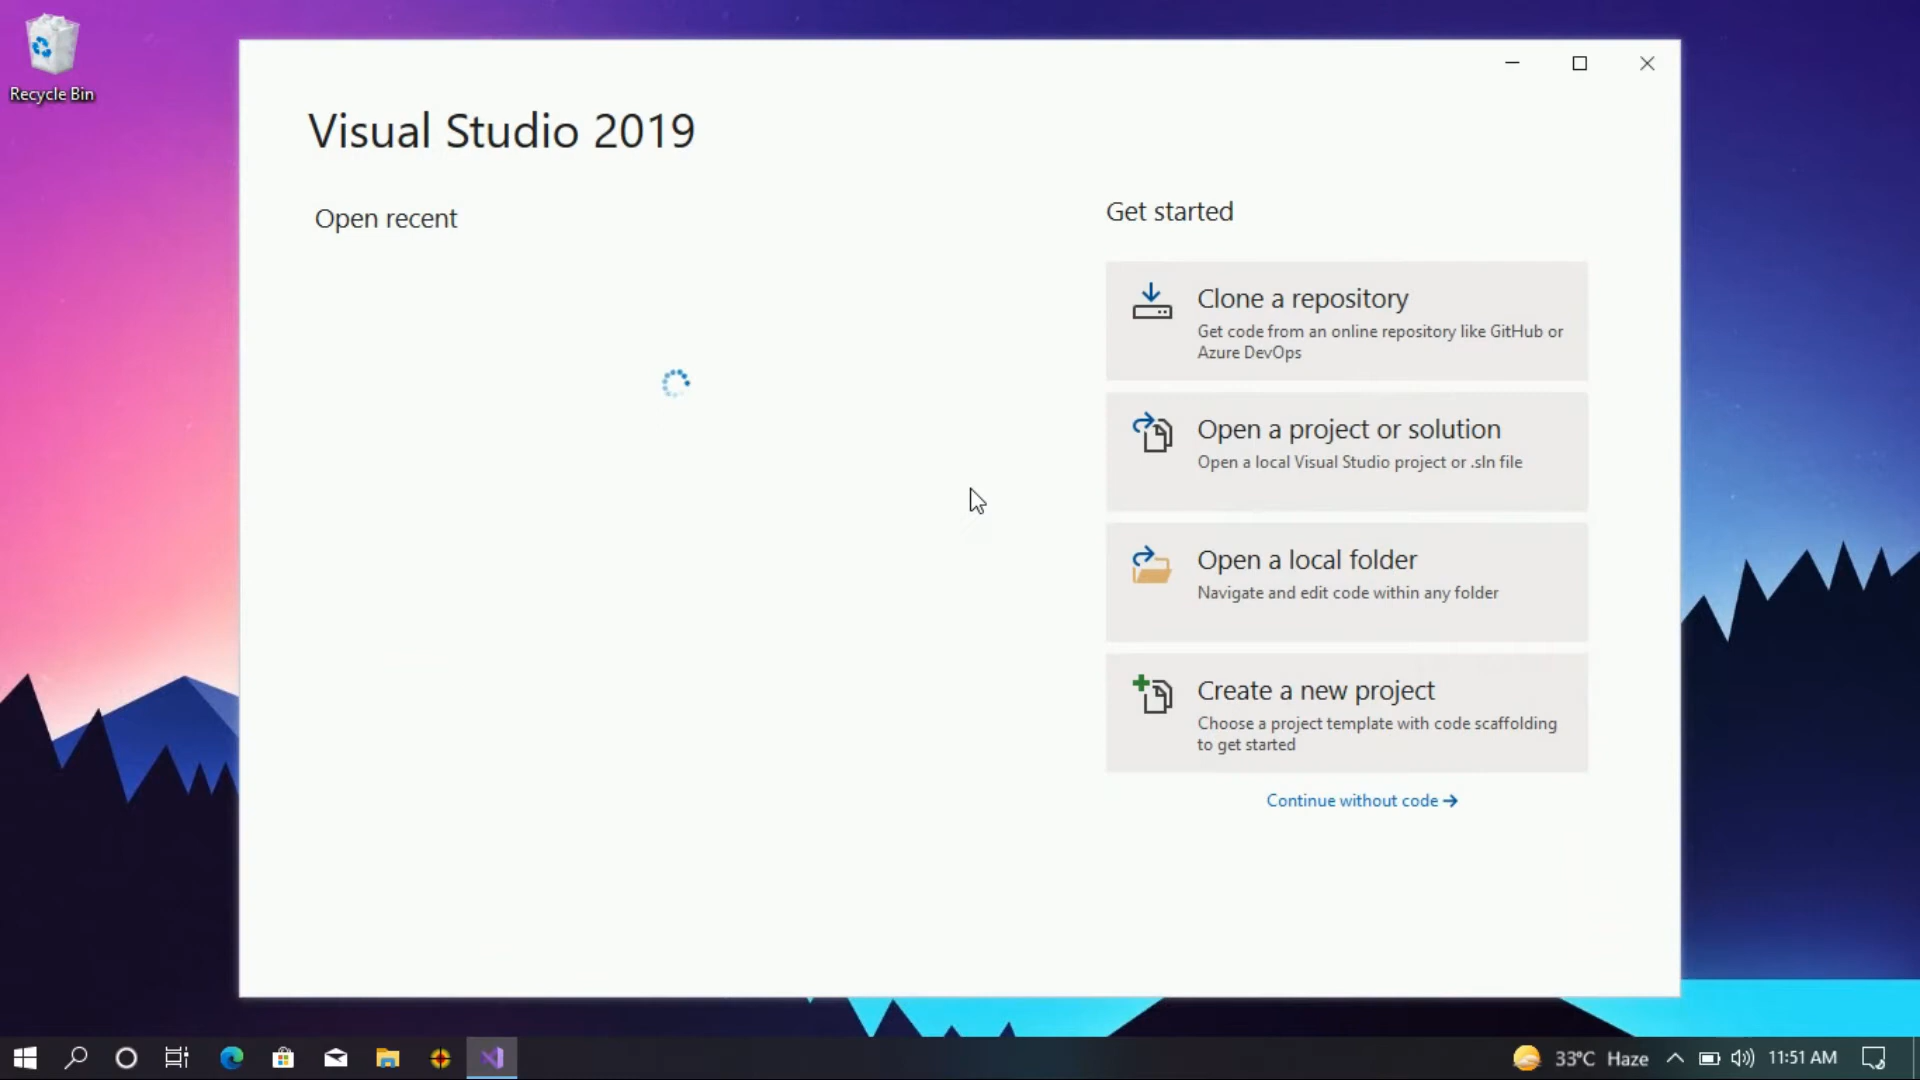 Recycle Bin
Visual Studio 2019
Open recent
Get started
Clone a repository
Get code from an online repository like GitHub or
Azure DevOps
Open a project or solution
Open a local Visual Studio project or .sln file
Open a local folder
Navigate and edit code within any folder
Create a new project
Choose a project template with code scaffolding
to get started
Continue without code →
33°C Haze
11:51 AM